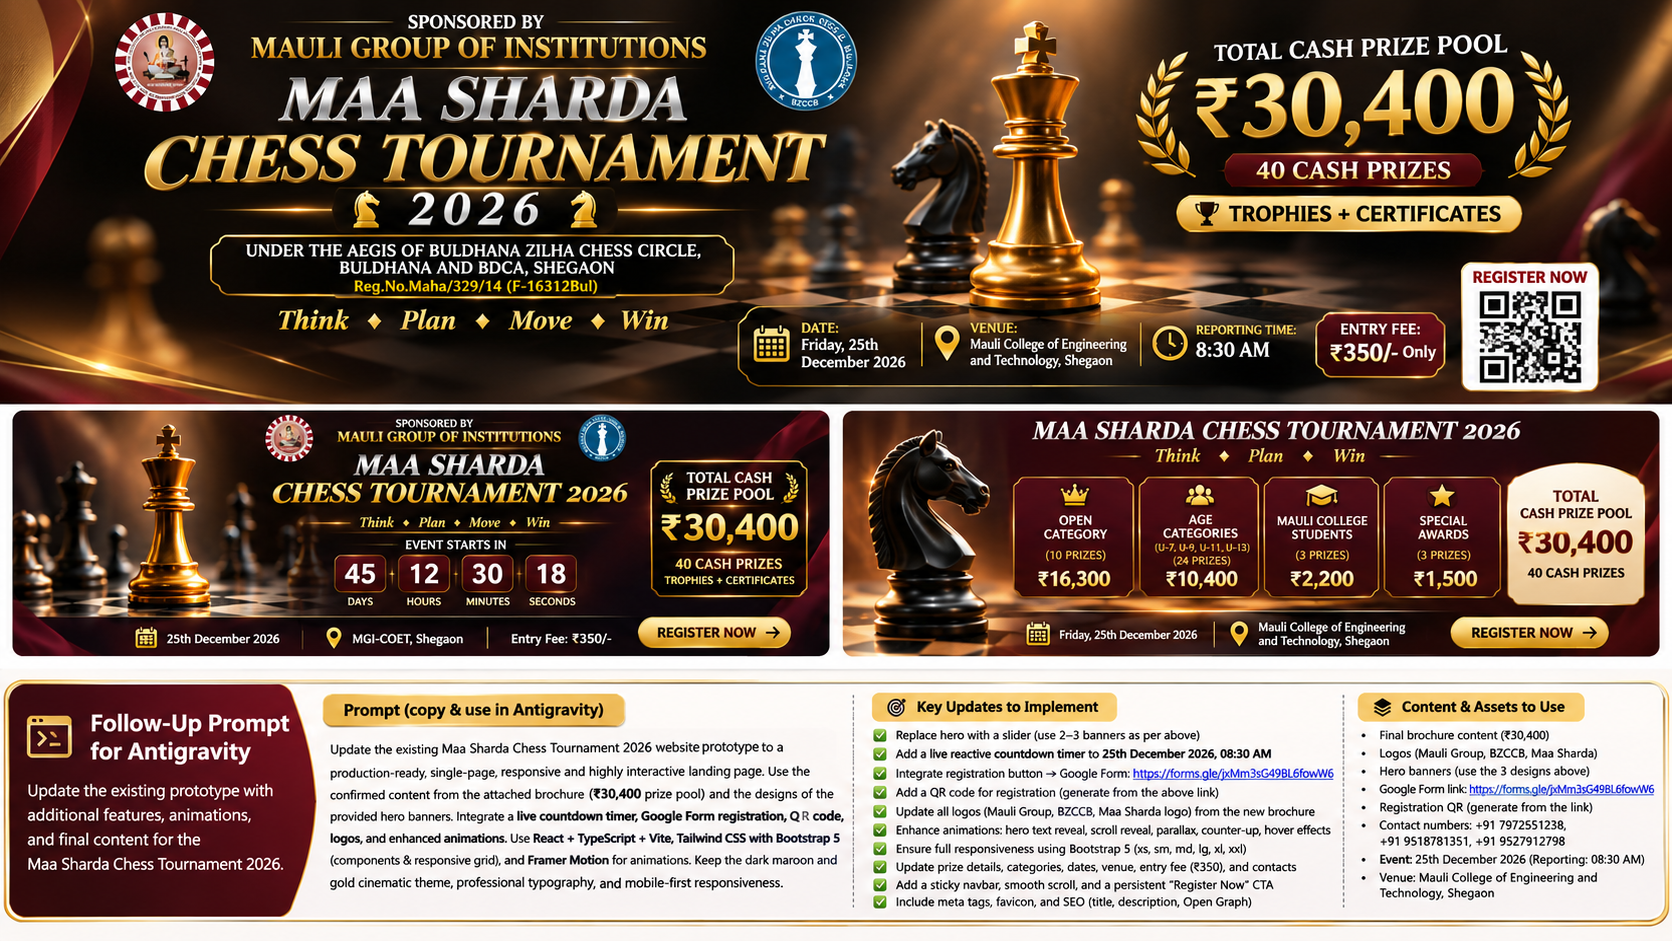 SPONSORED BY
MAULI GROUP OF INSTITUTIONS
MAA SHARDA
CHESS TOURNAMENT
2026
UNDER THE AEGIS OF BULDHANA ZILHA CHESS CIRCLE,
BULDHANA AND BDCA, SHEGAON
Reg.No.Maha/329/14 (F-16312Bul)
Think ♦ Plan ♦ Move ♦ Win
BZCCB
TOTAL CASH PRIZE POOL
₹30,400
40 CASH PRIZES
TROPHIES + CERTIFICATES
DATE:
Friday, 25th
December 2026
VENUE:
Mauli College of Engineering
and Technology, Shegaon
REPORTING TIME:
8:30 AM
ENTRY FEE:
₹350/- Only
REGISTER NOW
SPONSORED BY
MAULI GROUP OF INSTITUTIONS
MAA SHARDA
CHESS TOURNAMENT 2026
Think ♦ Plan ♦ Move ♦ Win
EVENT STARTS IN
45 12 30 18
DAYS HOURS MINUTES SECONDS
TOTAL CASH
PRIZE POOL
₹30,400
40 CASH PRIZES
TROPHIES + CERTIFICATES
25th December 2026
MGI-COET, Shegaon
Entry Fee: ₹350/-
REGISTER NOW →
MAA SHARDA CHESS TOURNAMENT 2026
Think ♦ Plan ♦ Win
OPEN
CATEGORY
(10 PRIZES)
₹16,300
AGE
CATEGORIES
(U-7, U-9, U-11, U-13)
(24 PRIZES)
₹10,400
MAULI COLLEGE
STUDENTS
(3 PRIZES)
₹2,200
SPECIAL
AWARDS
(3 PRIZES)
₹1,500
TOTAL
CASH PRIZE POOL
₹30,400
40 CASH PRIZES
Friday, 25th December 2026
Mauli College of Engineering
and Technology, Shegaon
REGISTER NOW →
Follow-Up Prompt
for Antigravity
Update the existing prototype with
additional features, animations,
and final content for the
Maa Sharda Chess Tournament 2026.
Prompt (copy & use in Antigravity)
Update the existing Maa Sharda Chess Tournament 2026 website prototype to a
production-ready, single-page, responsive and highly interactive landing page. Use the
confirmed content from the attached brochure (₹30,400 prize pool) and the designs of the
provided hero banners. Integrate a live countdown timer, Google Form registration, QR code,
logos, and enhanced animations. Use React + TypeScript + Vite, Tailwind CSS with Bootstrap 5
(components & responsive grid), and Framer Motion for animations. Keep the dark maroon and
gold cinematic theme, professional typography, and mobile-first responsiveness.
Key Updates to Implement
Replace hero with a slider (use 2–3 banners as per above)
Add a live reactive countdown timer to 25th December 2026, 08:30 AM
Integrate registration button → Google Form: https://forms.gle/jxMm3sG49BL6fowW6
Add a QR code for registration (generate from the above link)
Update all logos (Mauli Group, BZCCB, Maa Sharda logo) from the new brochure
Enhance animations: hero text reveal, scroll reveal, parallax, counter-up, hover effects
Ensure full responsiveness using Bootstrap 5 (xs, sm, md, lg, xl, xxl)
Update prize details, categories, dates, venue, entry fee (₹350), and contacts
Add a sticky navbar, smooth scroll, and a persistent "Register Now" CTA
Include meta tags, favicon, and SEO (title, description, Open Graph)
Content & Assets to Use
• Final brochure content (₹30,400)
• Logos (Mauli Group, BZCCB, Maa Sharda)
• Hero banners (use the 3 designs above)
• Google Form link: https://forms.gle/jxMm3sG49BL6fowW6
• Registration QR (generate from the link)
• Contact numbers: +91 7972551238,
+91 9518781351, +91 9527912798
• Event: 25th December 2026 (Reporting: 08:30 AM)
• Venue: Mauli College of Engineering and
Technology, Shegaon